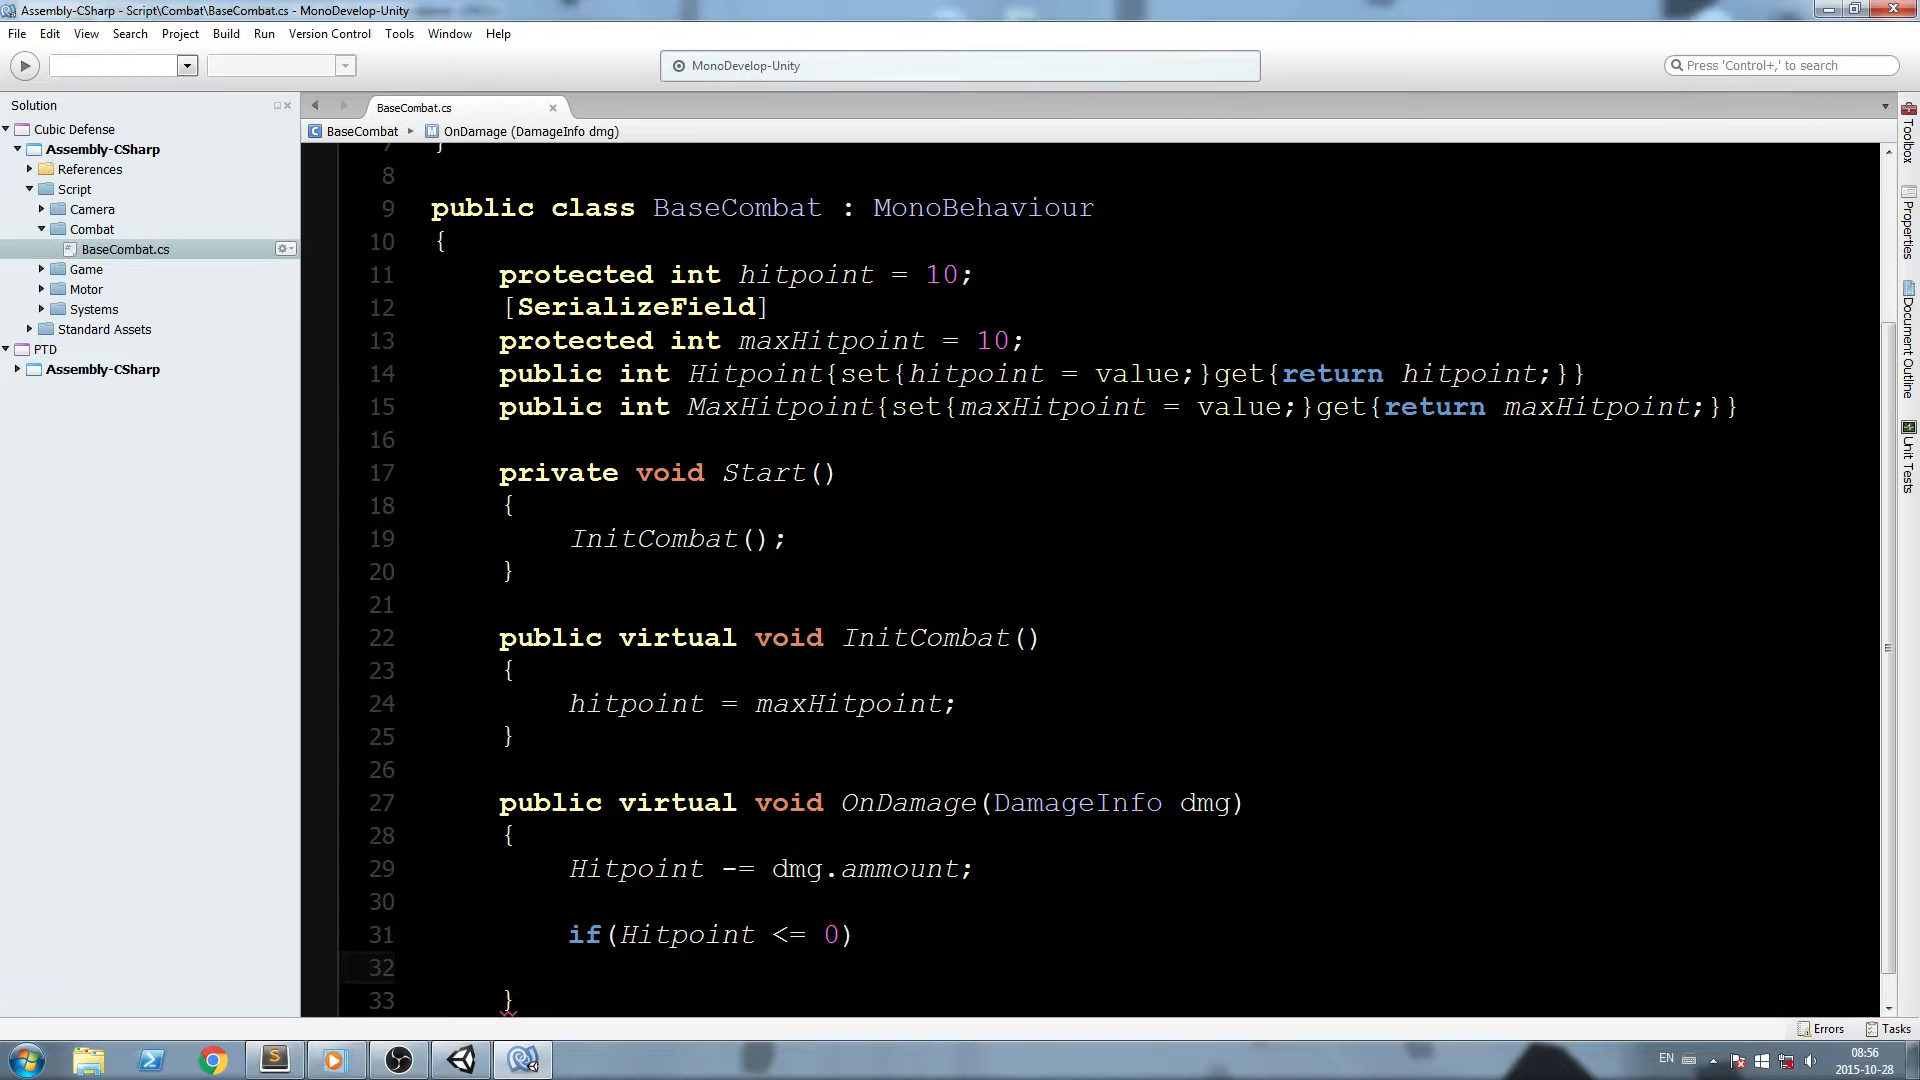 Assembly-CSharp - Script\Combat\BaseCombat.cs - MonoDevelop-Unity
File Edit View Search Project Build Run Version Control Tools Window Help
MonoDevelop-Unity
Press 'Control+,' to search
Solution
Cubic Defense
Assembly-CSharp
References
Script
Camera
Combat
BaseCombat.cs
Game
Motor
Systems
Standard Assets
PTD
Assembly-CSharp
BaseCombat.cs
BaseCombat OnDamage (DamageInfo dmg)
8
9 public class BaseCombat : MonoBehaviour
10 {
11 protected int hitpoint = 10;
12 [SerializeField]
13 protected int maxHitpoint = 10;
14 public int Hitpoint{set{hitpoint = value;}get{return hitpoint;}}
15 public int MaxHitpoint{set{maxHitpoint = value;}get{return maxHitpoint;}}
16
17 private void Start()
18 {
19 InitCombat();
20 }
21
22 public virtual void InitCombat()
23 {
24 hitpoint = maxHitpoint;
25 }
26
27 public virtual void OnDamage(DamageInfo dmg)
28 {
29 Hitpoint -= dmg.ammount;
30
31 if(Hitpoint <= 0)
32
33 }
Toolbox
Properties
Document Outline
Unit Tests
Errors Tasks
EN
08:56
2015-10-28